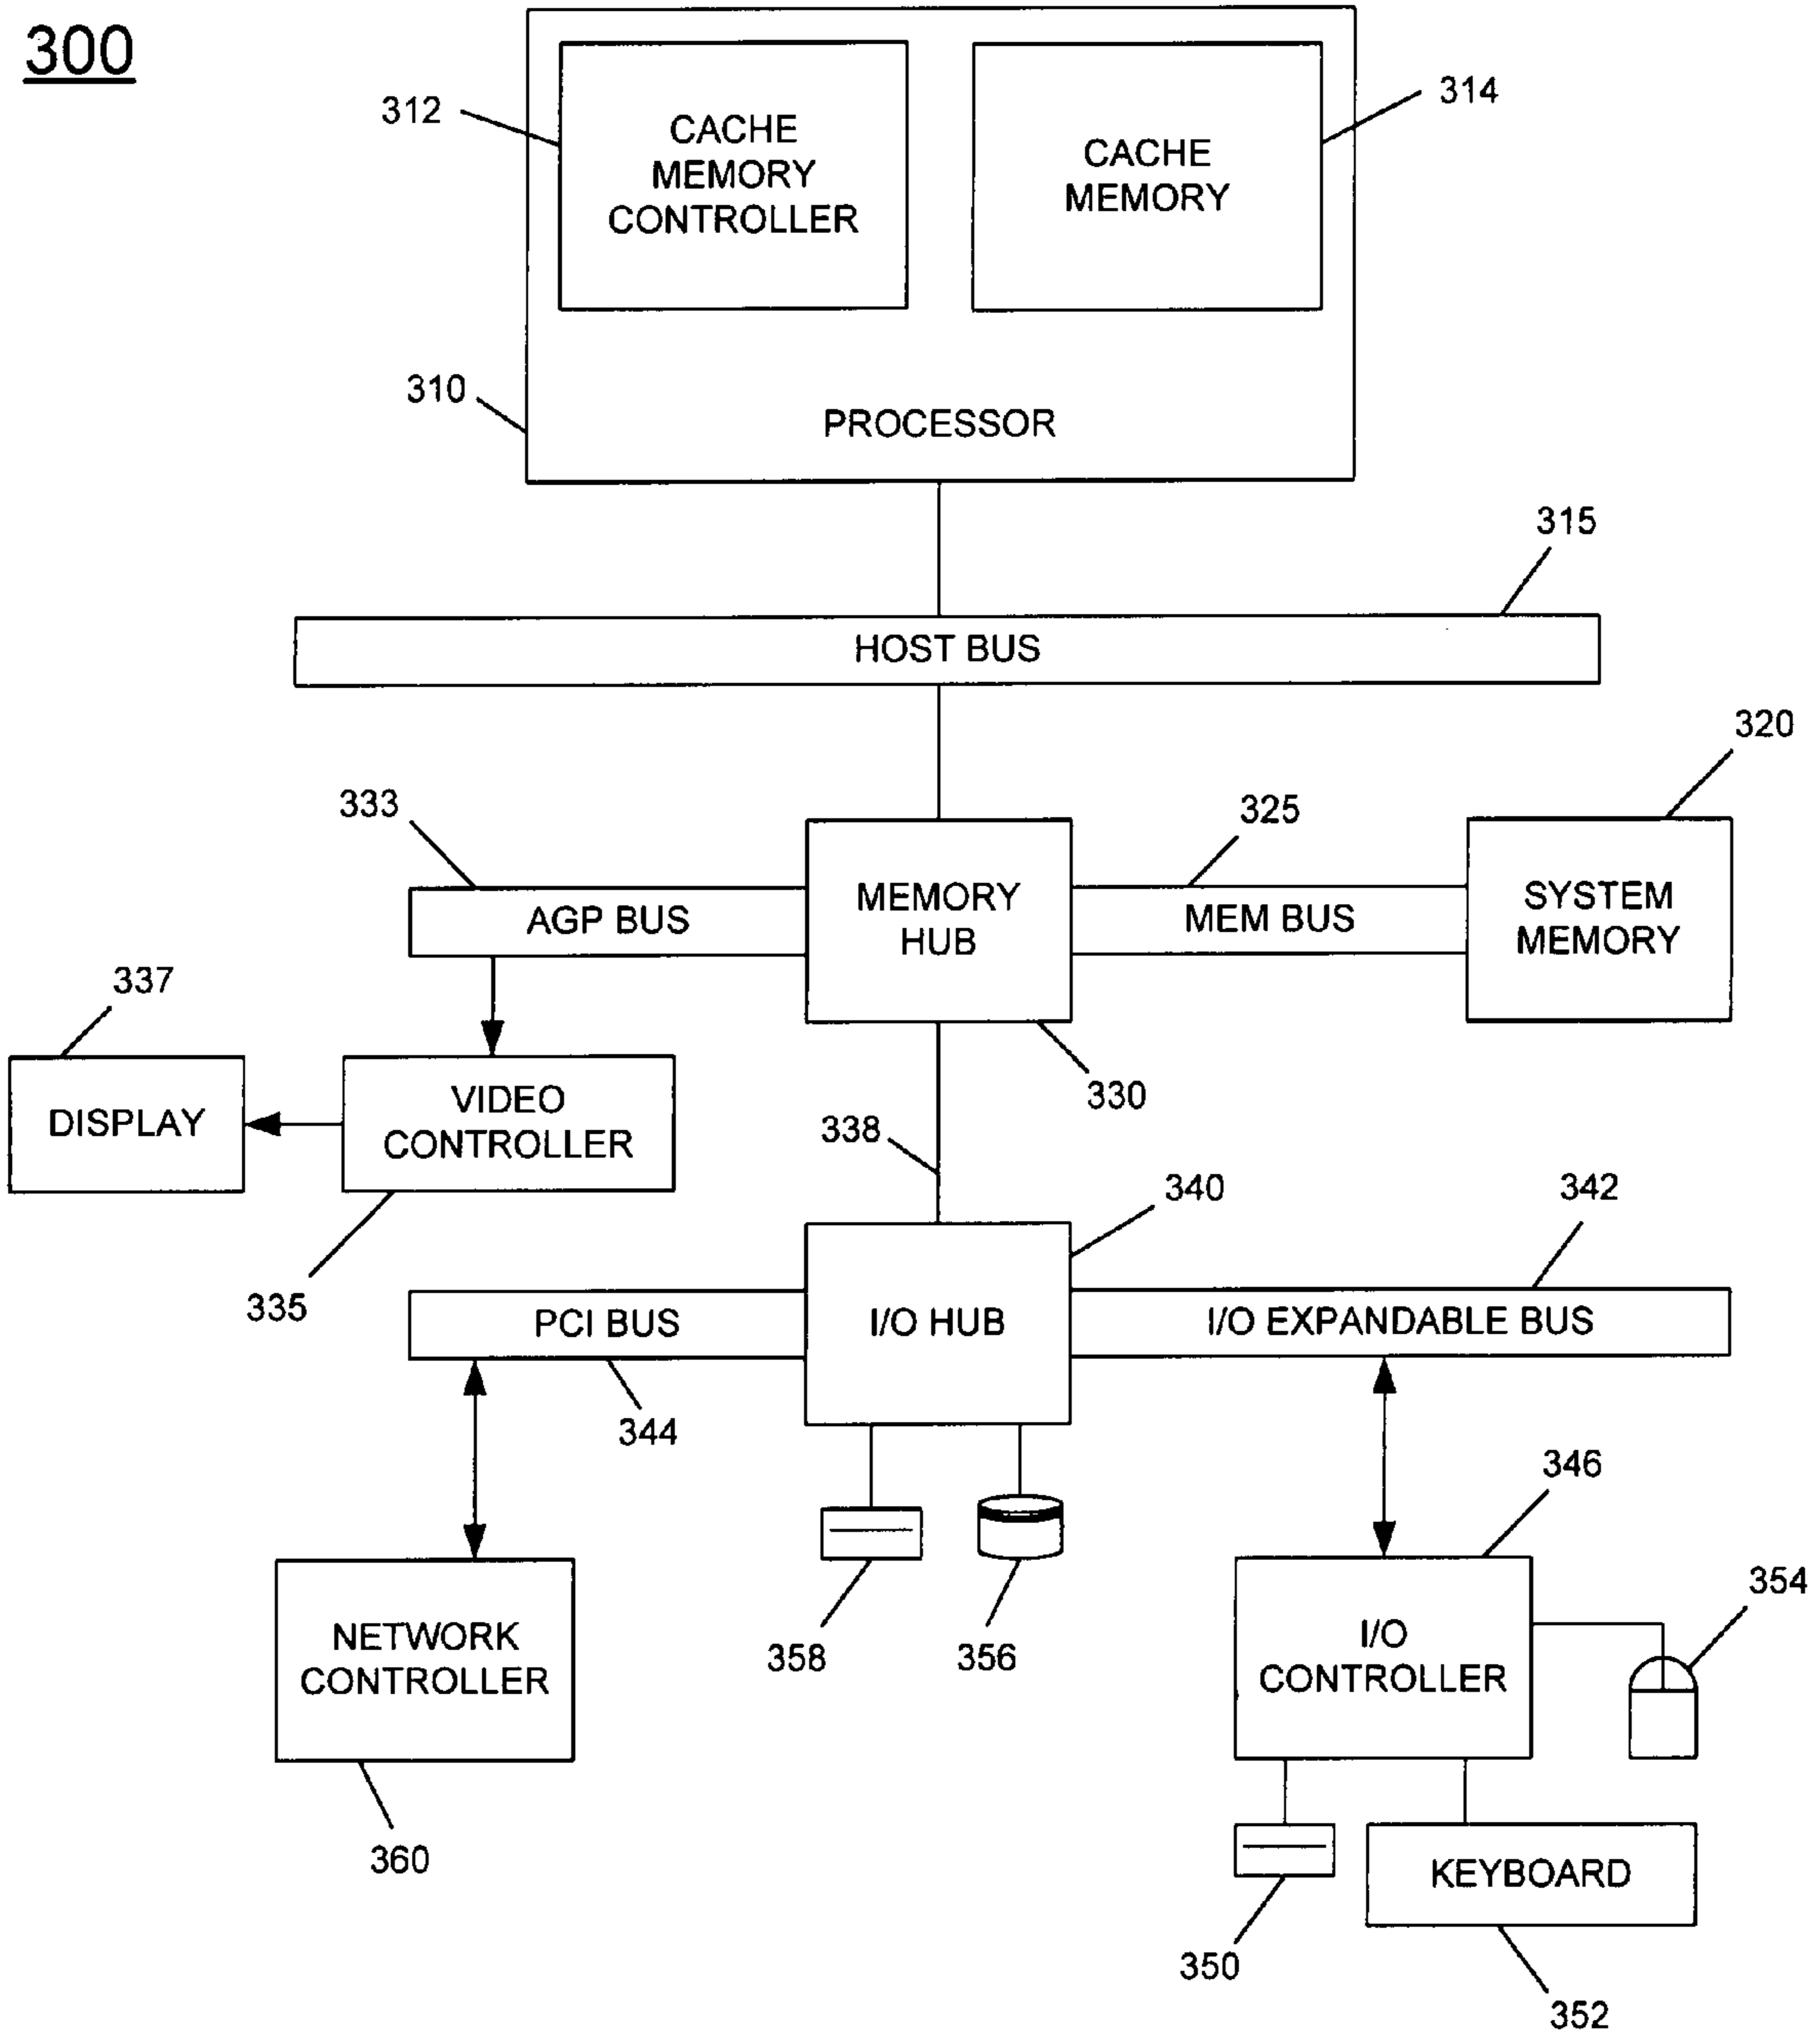 300
312
CACHE
MEMORY
CONTROLLER
CACHE
MEMORY
314
310
PROCESSOR
315
HOST BUS
320
333
325
AGP BUS
MEMORY
HUB
MEM BUS
SYSTEM
MEMORY
337
330
DISPLAY
VIDEO
CONTROLLER
338
340
342
335
PCI BUS
I/O HUB
I/O EXPANDABLE BUS
344
346
354
NETWORK
CONTROLLER
358
356
I/O
CONTROLLER
360
KEYBOARD
350
352